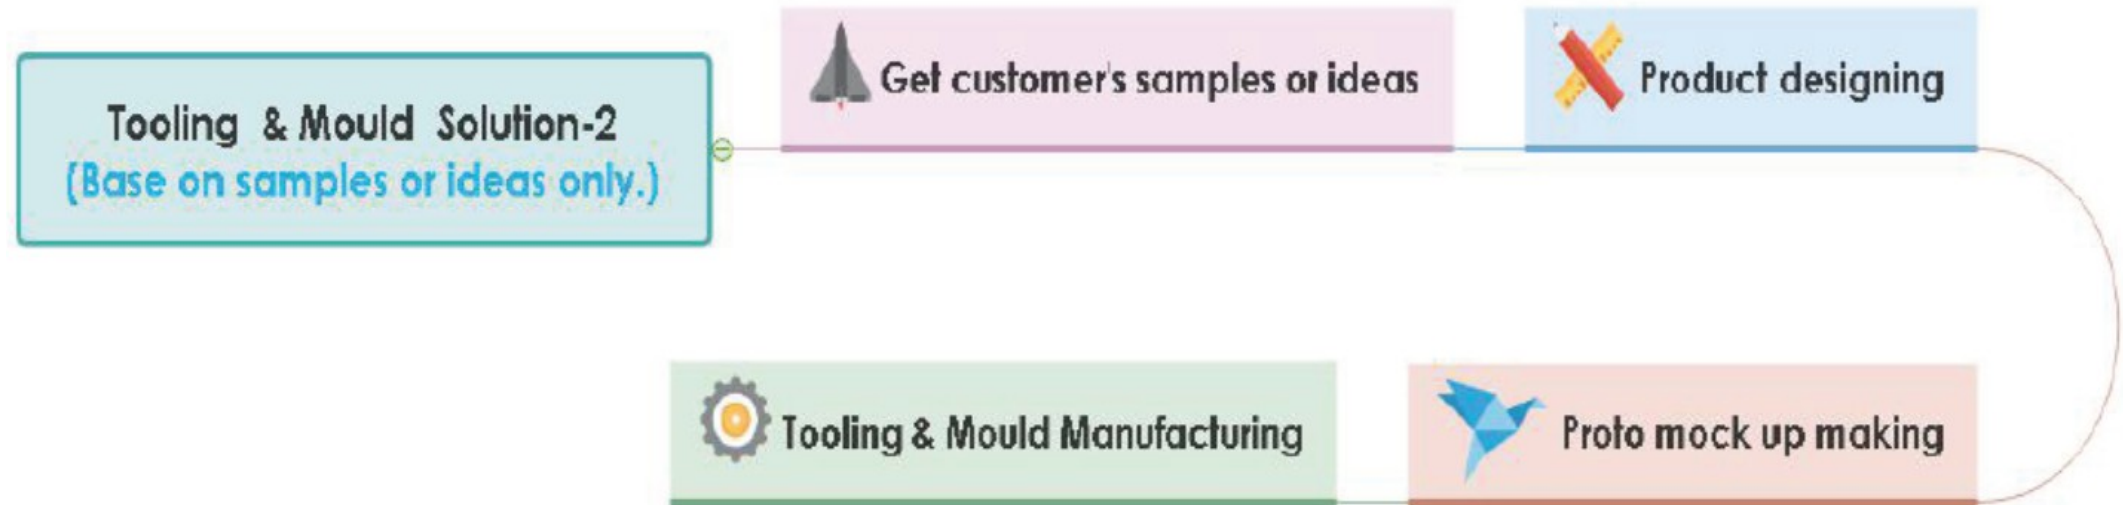 Tooling & Mould Solution-2
(Base on samples or ideas only.)
Get customer's samples or ideas
Product designing
Proto mock up making
Tooling & Mould Manufacturing